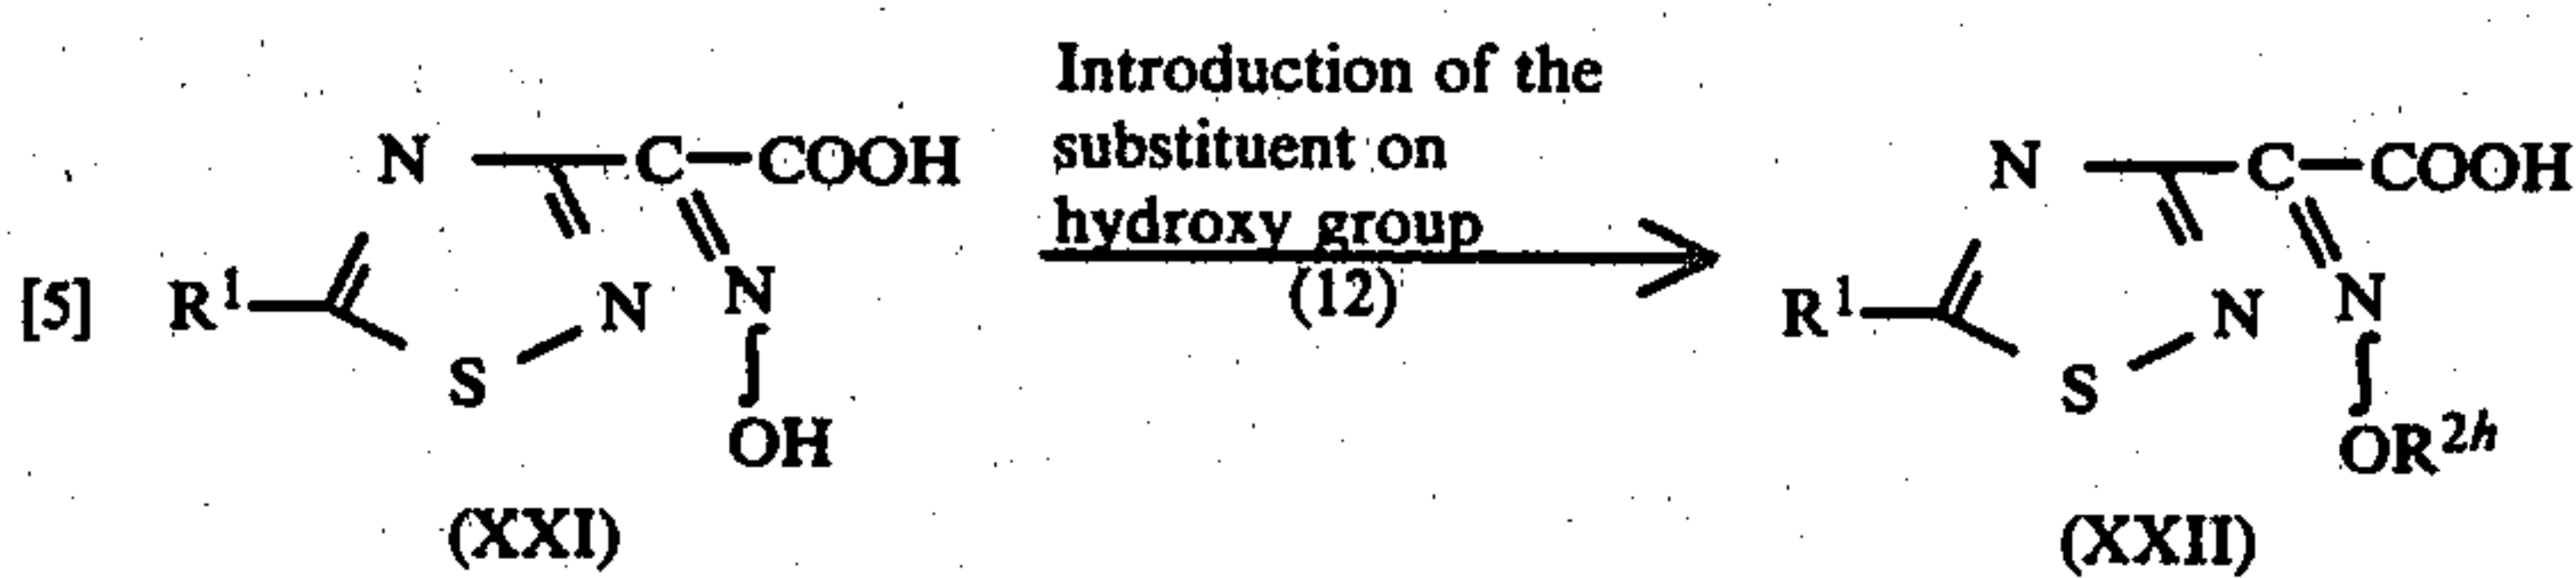 Introduction of the
substituent on
hydroxy group
(12)
N C—COOH
[5] R¹ S N N
OH
(XXI)
N C—COOH
R¹ S N N
OR²ʰ
(XXII)